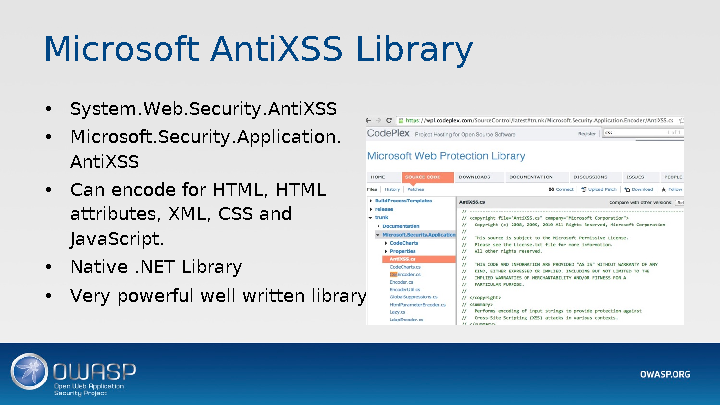 Microsoft AntiXSS Library
• System.Web.Security.AntiXSS
• Microsoft.Security.Application.
AntiXSS
• Can encode for HTML, HTML
attributes, XML, CSS and
JavaScript.
• Native .NET Library
• Very powerful well written library
https://wpl.codeplex.com/SourceControl/latest#trunk/Microsoft.Security.Application.Encoder/AntiXSS.cs
CodePlex Project Hosting for Open Source Software
Register
Microsoft Web Protection Library
HOME SOURCE CODE DOWNLOADS DOCUMENTATION DISCUSSIONS ISSUES PEOPLE
Files History Patches Connect Upload Patch Download Follow
BuildProcessTemplates
release
trunk
Documentation
Microsoft.Security.Application
CodeCharts
Properties
AntiXSS.cs
CodeCharts.cs
Encoder.cs
Encoder.cs
EncoderUtil.cs
GlobalSuppressions.cs
HtmlParameterEncoder.cs
Lazy.cs
LdapEncoder.cs
AntiXSS.cs Compare with other versions:
// <copyright file="AntiXSS.cs" company="Microsoft Corporation">
// Copyright (c) 2008, 2009, 2010 All Rights Reserved, Microsoft Corporation
//
// This source is subject to the Microsoft Permissive License.
// Please see the License.txt file for more information.
// All other rights reserved.
//
// THIS CODE AND INFORMATION ARE PROVIDED "AS IS" WITHOUT WARRANTY OF ANY
// KIND, EITHER EXPRESSED OR IMPLIED, INCLUDING BUT NOT LIMITED TO THE
// IMPLIED WARRANTIES OF MERCHANTABILITY AND/OR FITNESS FOR A
// PARTICULAR PURPOSE.
//
// </copyright>
// <summary>
// Performs encoding of input strings to provide protection against
// Cross Site Scripting (XSS) attacks in various contexts.
// </summary>
OWASP
Open Web Application
Security Project
OWASP.ORG